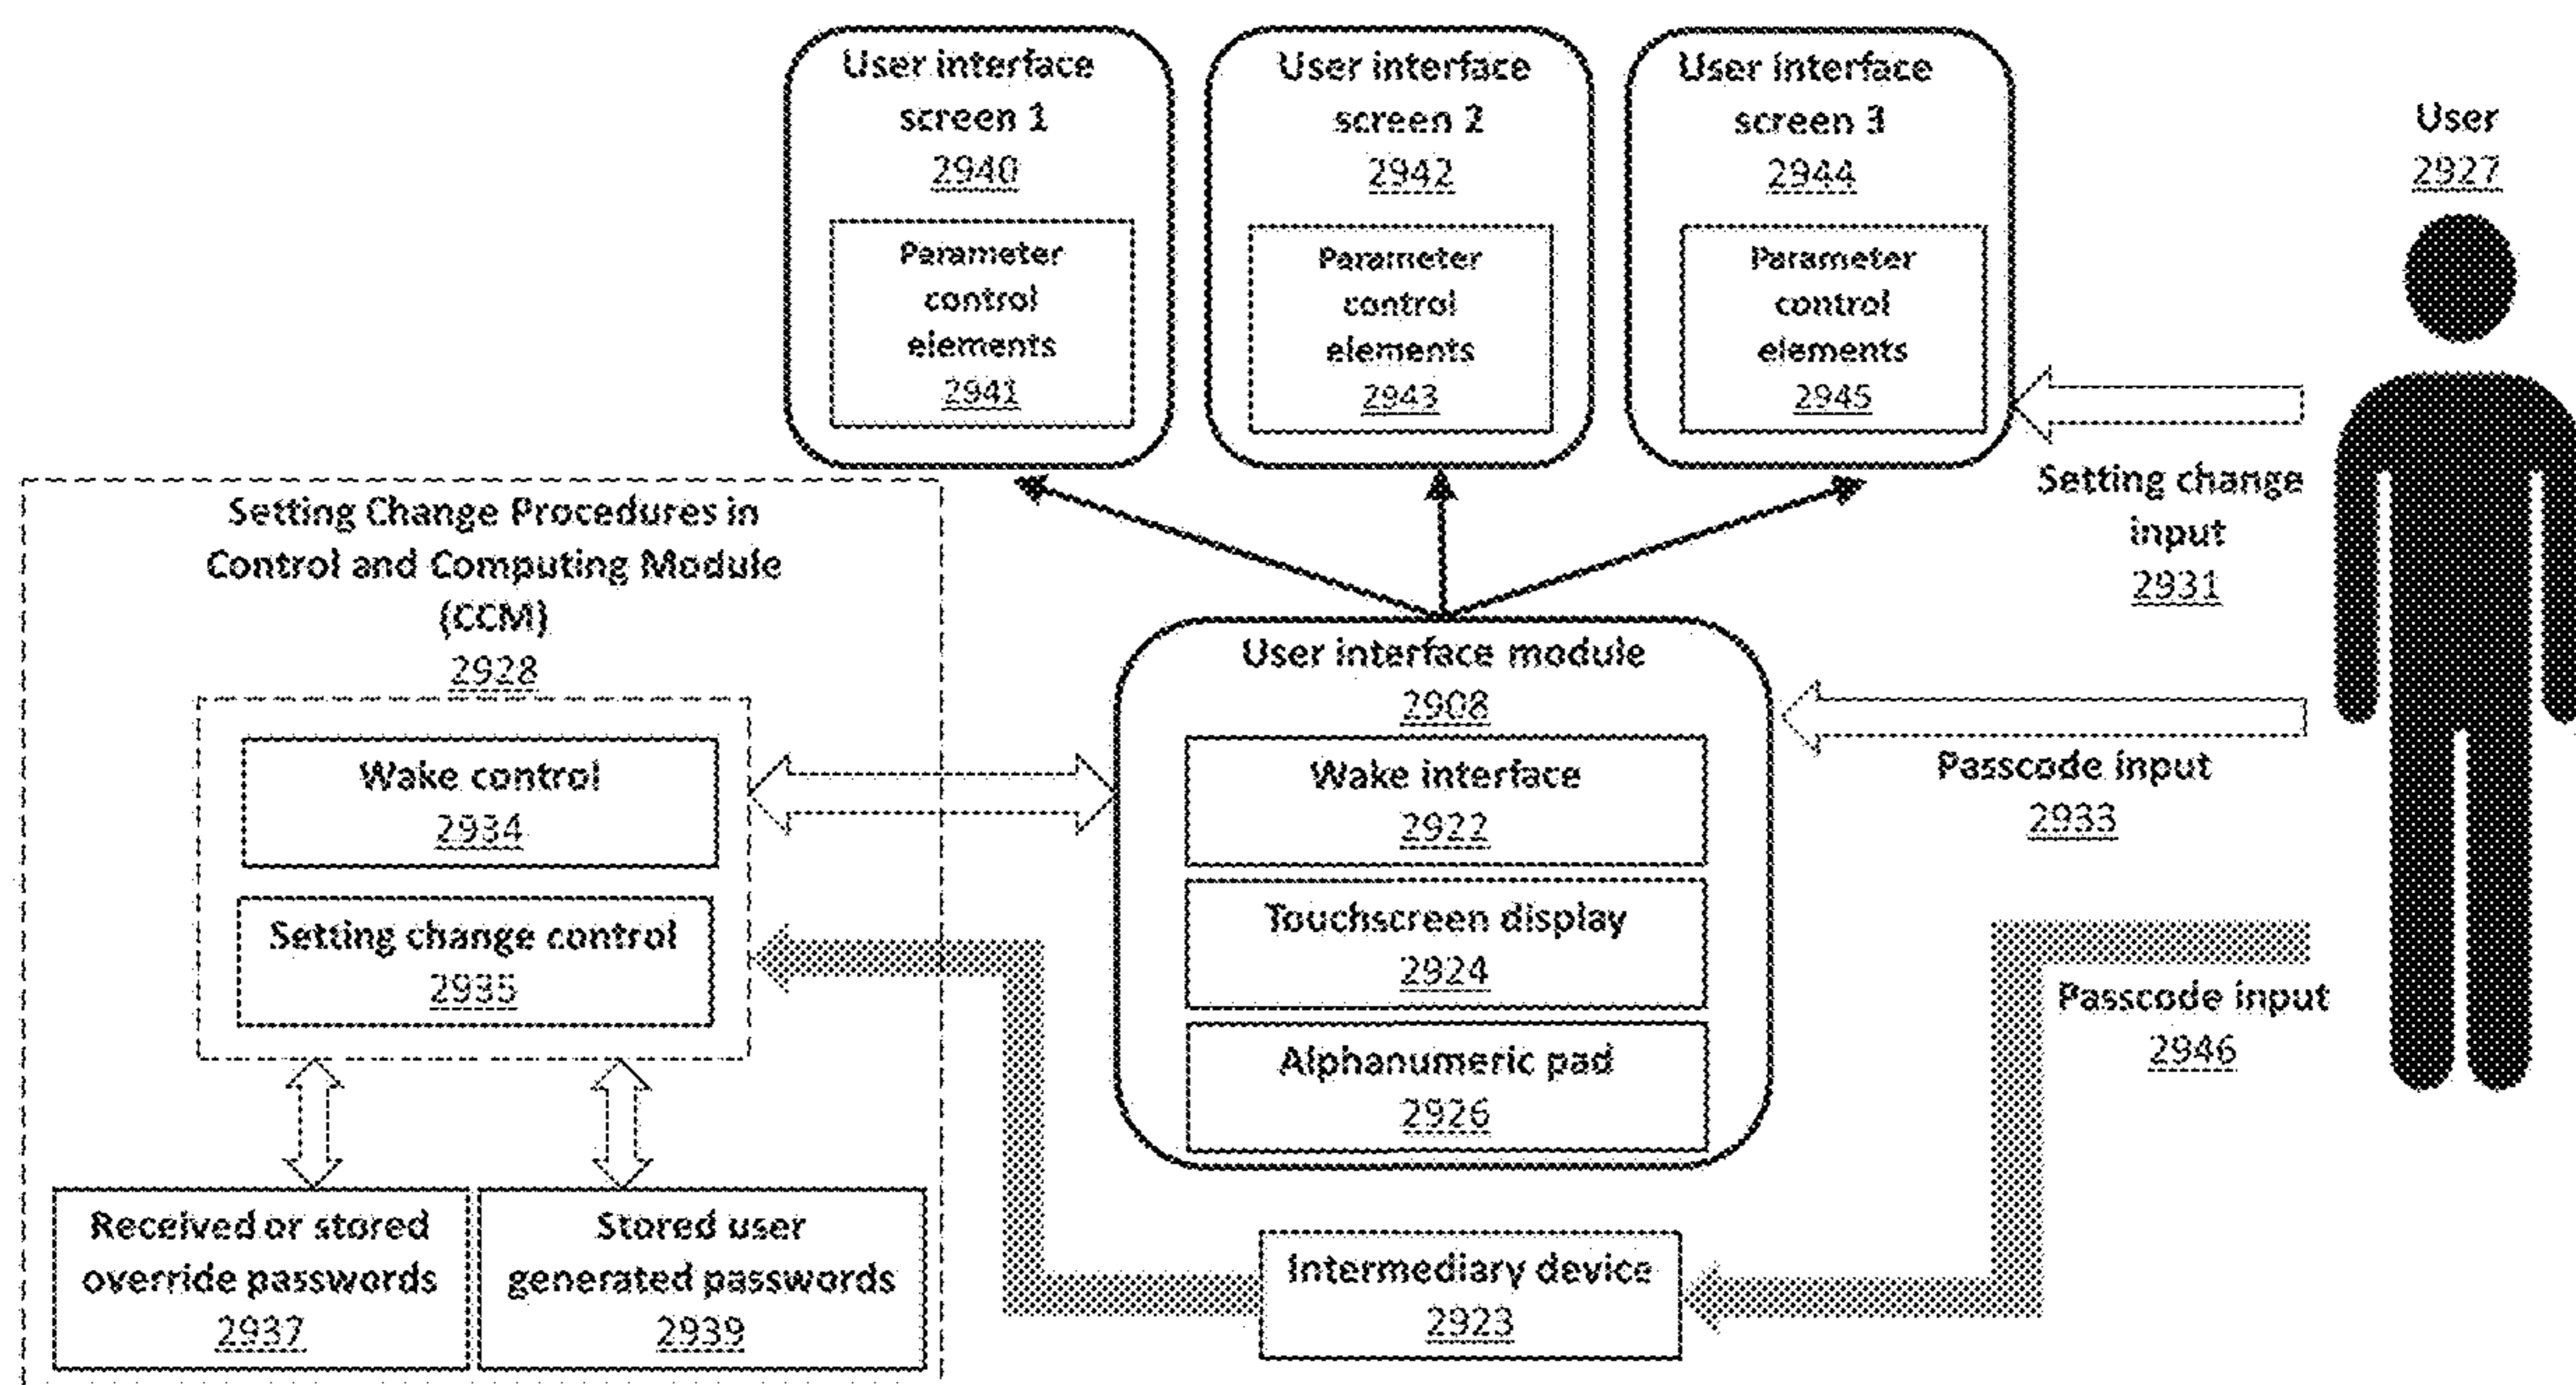 User interface
screen 1
2940
Parameter
control
elements
2941
User interface
screen 2
2942
Parameter
control
elements
2943
User interface
screen 3
2944
Parameter
control
elements
2945
User
2927
Setting change
input
2931
Setting Change Procedures in
Control and Computing Module
(CCM)
2928
Wake control
2934
Setting change control
2935
Received or stored
override passwords
2937
Stored user
generated passwords
2939
User interface module
2908
Wake interface
2922
Touchscreen display
2924
Alphanumeric pad
2926
Passcode input
2933
Passcode input
2946
Intermediary device
2923